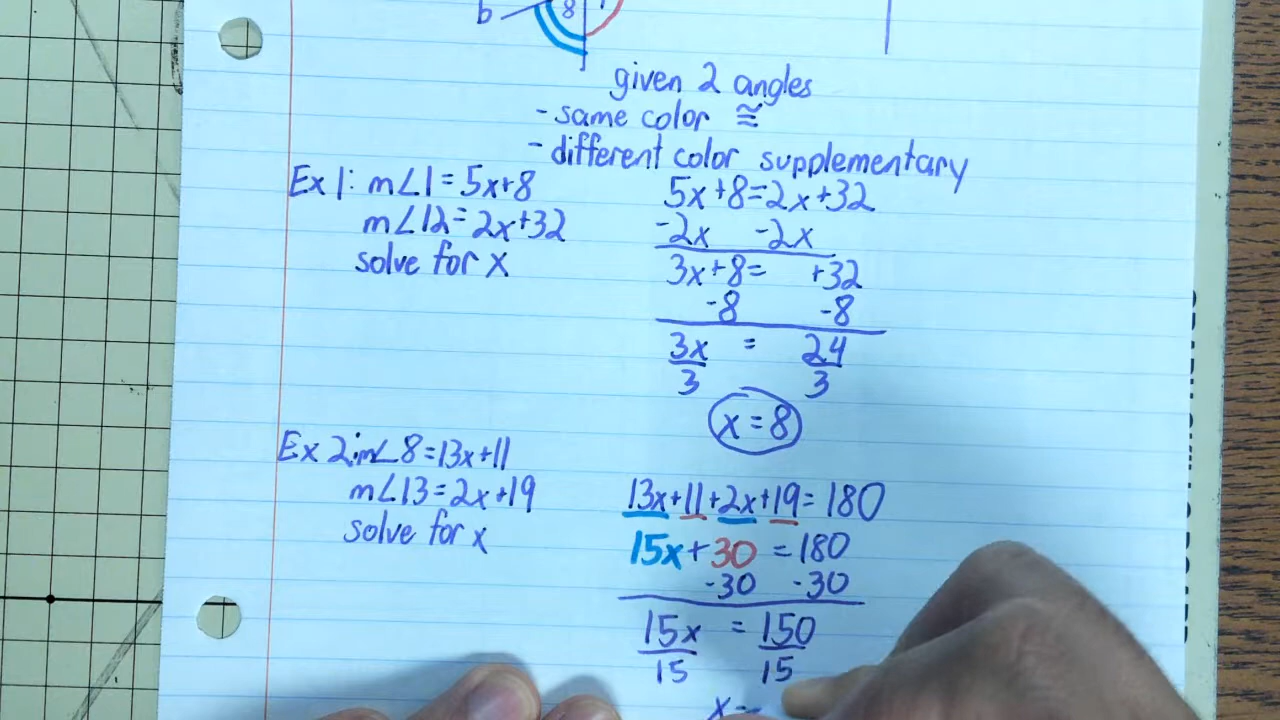 b 8
given 2 angles
- same color ≅
- different color supplementary
Ex 1: m∠1 = 5x+8
m∠12 = 2x+32
solve for x
5x+8=2x+32
-2x -2x
3x+8= +32
-8 -8
3x = 24
3 3
x = 8
Ex 2: m∠8 = 13x+11
m∠13 = 2x+19
solve for x
13x+11+2x+19=180
15x+30 =180
-30 -30
15x = 150
15 15
x =